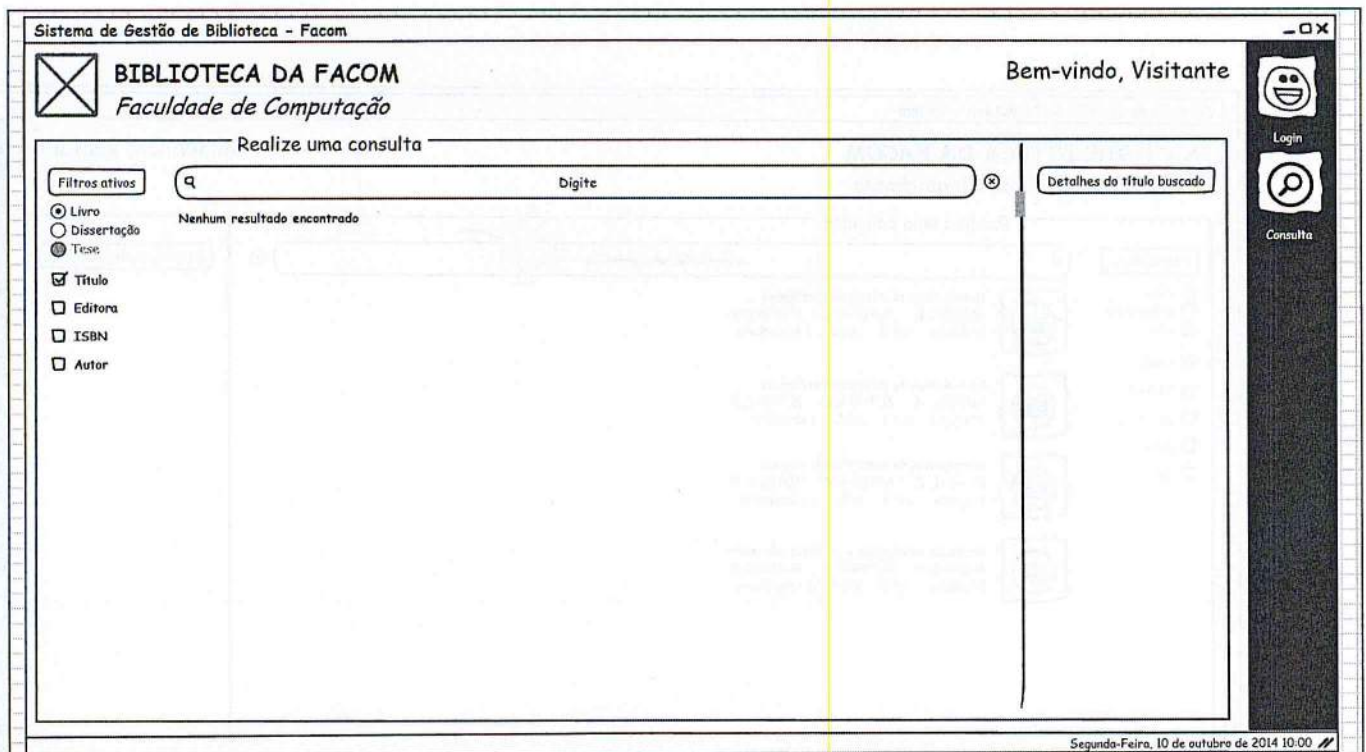 Sistema de Gestão de Biblioteca - Facom
BIBLIOTECA DA FACOM
Faculdade de Computação
Bem-vindo, Visitante
Login
Consulta
Realize uma consulta
Filtros ativos
Livro
Dissertação
Tese
Título
Editora
ISBN
Autor
Digite
Nenhum resultado encontrado
Detalhes do título buscado
Segunda-Feira, 10 de outubro de 2014 10:00